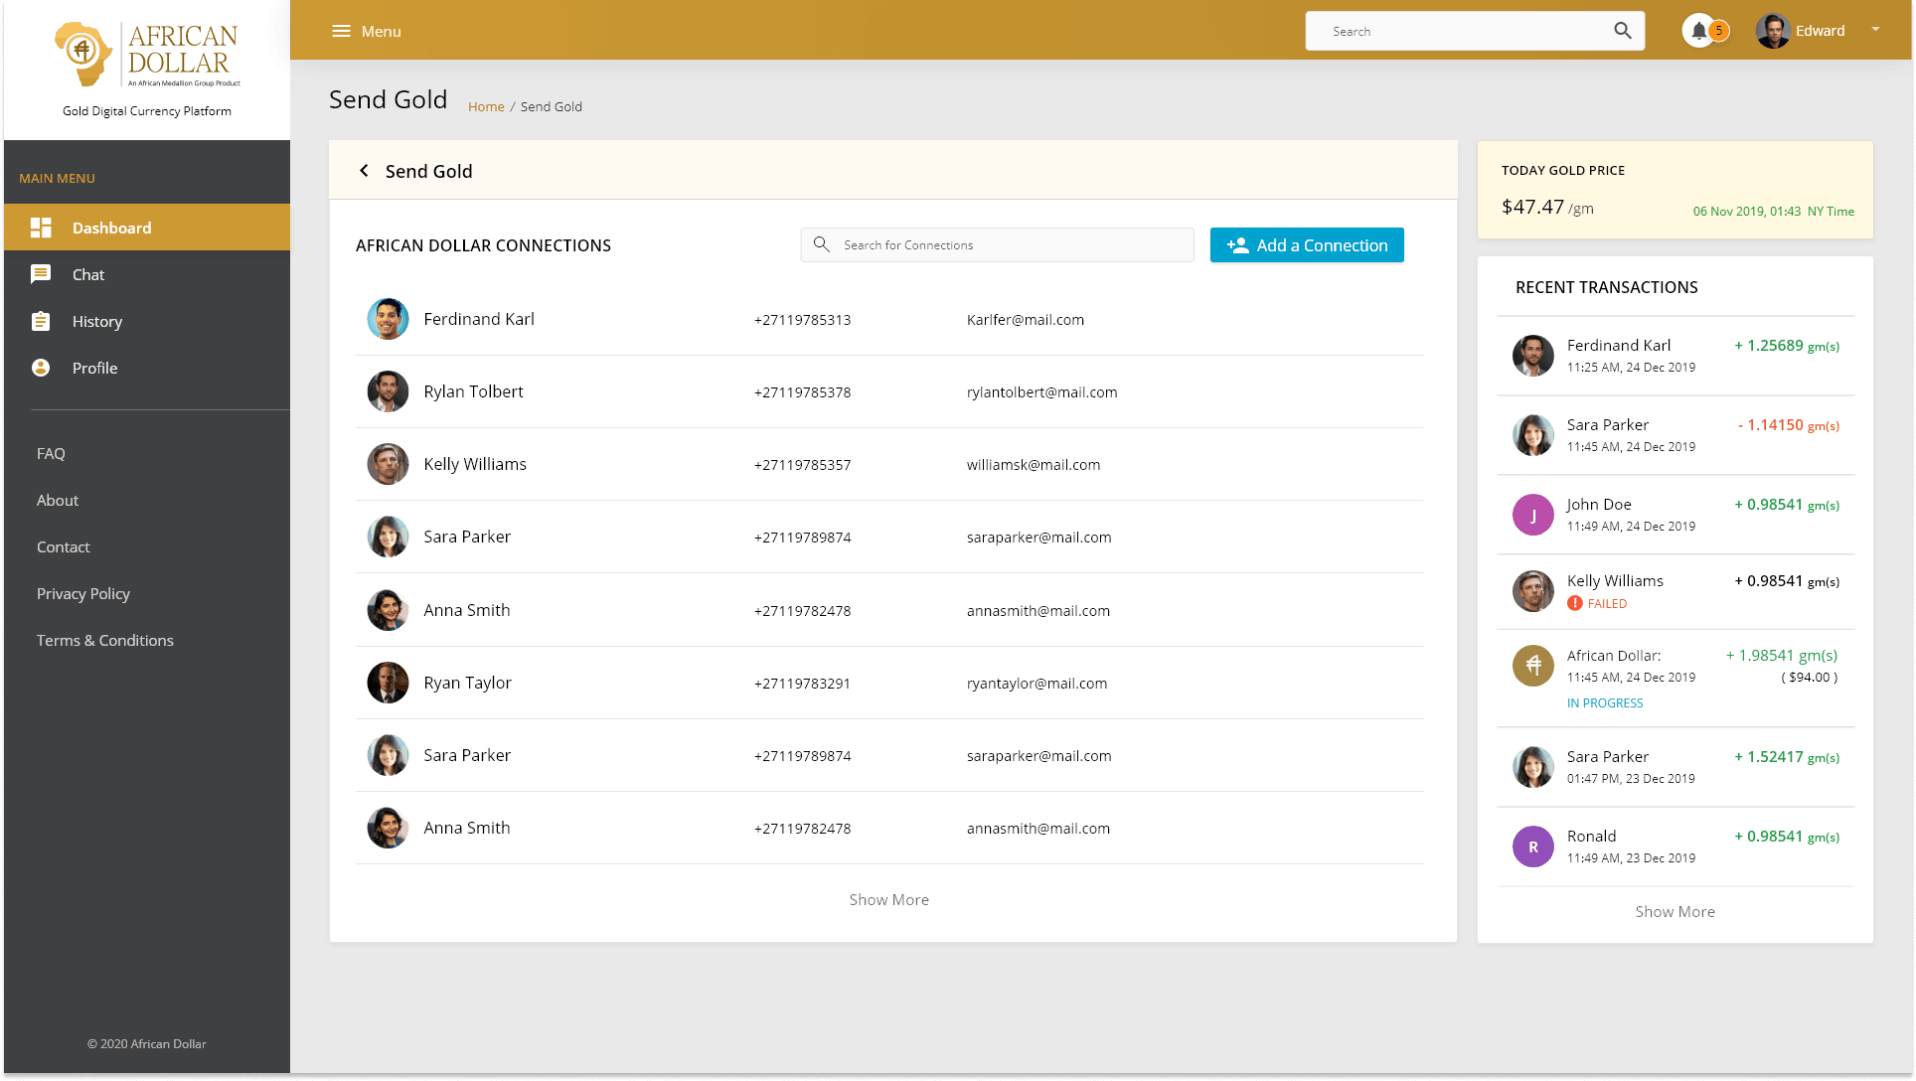 AFRICAN
DOLLAR
An African Medallion Group Product
Gold Digital Currency Platform
Menu
Search
5
Edward
MAIN MENU
Dashboard
Chat
History
Profile
FAQ
About
Contact
Privacy Policy
Terms & Conditions
© 2020 African Dollar
Send Gold
Home / Send Gold
Send Gold
AFRICAN DOLLAR CONNECTIONS
Search for Connections
Add a Connection
Ferdinand Karl +27119785313 Karlfer@mail.com
Rylan Tolbert +27119785378 rylantolbert@mail.com
Kelly Williams +27119785357 williamsk@mail.com
Sara Parker +27119789874 saraparker@mail.com
Anna Smith +27119782478 annasmith@mail.com
Ryan Taylor +27119783291 ryantaylor@mail.com
Sara Parker +27119789874 saraparker@mail.com
Anna Smith +27119782478 annasmith@mail.com
Show More
TODAY GOLD PRICE
$47.47 /gm 06 Nov 2019, 01:43 NY Time
RECENT TRANSACTIONS
Ferdinand Karl + 1.25689 gm(s)
11:25 AM, 24 Dec 2019
Sara Parker - 1.14150 gm(s)
11:45 AM, 24 Dec 2019
J
John Doe + 0.98541 gm(s)
11:49 AM, 24 Dec 2019
Kelly Williams + 0.98541 gm(s)
! FAILED
African Dollar: + 1.98541 gm(s)
11:45 AM, 24 Dec 2019 ( $94.00 )
IN PROGRESS
Sara Parker + 1.52417 gm(s)
01:47 PM, 23 Dec 2019
R
Ronald + 0.98541 gm(s)
11:49 AM, 23 Dec 2019
Show More